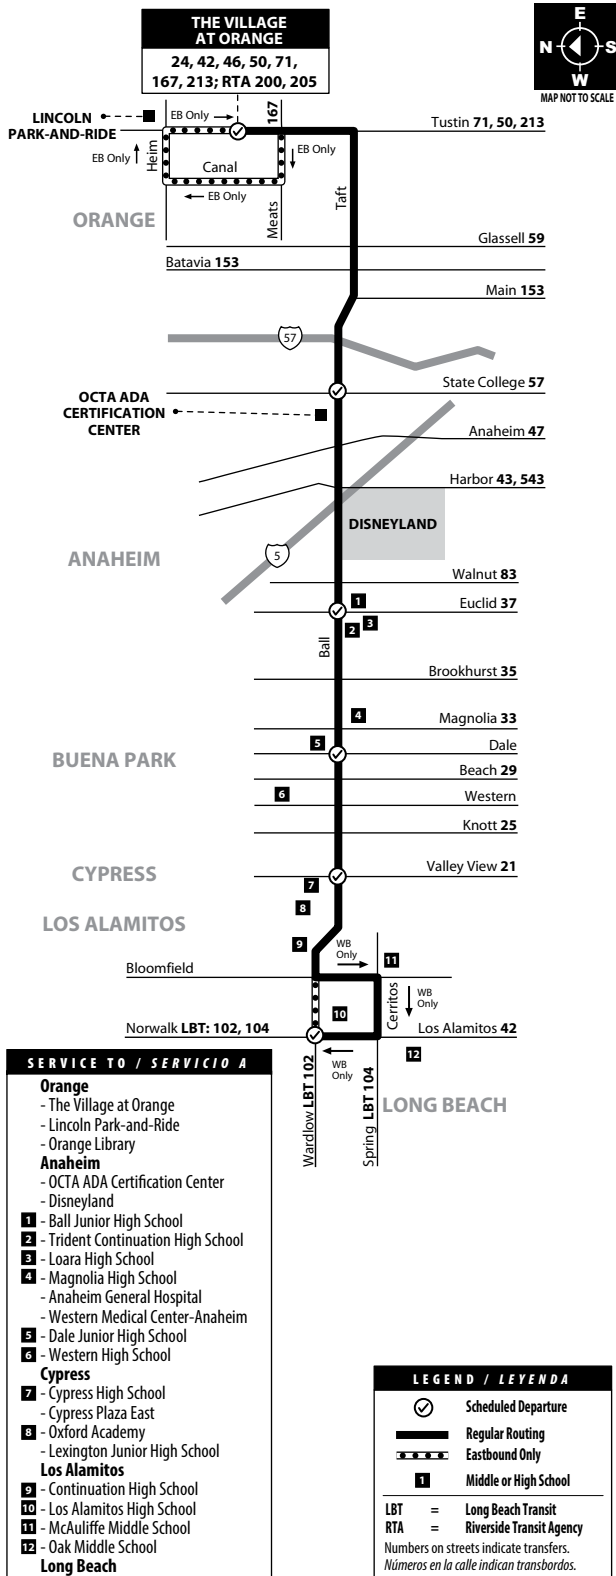 THE VILLAGE
AT ORANGE
24, 42, 46, 50, 71,
167, 213; RTA 200, 205
E
N
S
W
MAP NOT TO SCALE
LINCOLN
PARK-AND-RIDE
EB Only
167
Tustin 71, 50, 213
EB Only
Heim
Canal
EB Only
EB Only
Meats
Taft
ORANGE
Glassell 59
Batavia 153
Main 153
57
State College 57
OCTA ADA
CERTIFICATION
CENTER
Anaheim 47
Harbor 43, 543
DISNEYLAND
ANAHEIM
5
Walnut 83
1
Euclid 37
2
3
Ball
Brookhurst 35
4
Magnolia 33
5
Dale
BUENA PARK
Beach 29
6
Western
Knott 25
CYPRESS
Valley View 21
7
8
LOS ALAMITOS
9
WB
Only
11
Bloomfield
10
Cerritos
WB
Only
Norwalk LBT: 102, 104
Los Alamitos 42
WB
Only
12
Wardlow LBT 102
Spring LBT 104
LONG BEACH
SERVICE TO / SERVICIO A
Orange
- The Village at Orange
- Lincoln Park-and-Ride
- Orange Library
Anaheim
- OCTA ADA Certification Center
- Disneyland
1 - Ball Junior High School
2 - Trident Continuation High School
3 - Loara High School
4 - Magnolia High School
- Anaheim General Hospital
- Western Medical Center-Anaheim
5 - Dale Junior High School
6 - Western High School
Cypress
7 - Cypress High School
- Cypress Plaza East
8 - Oxford Academy
- Lexington Junior High School
Los Alamitos
9 - Continuation High School
10 - Los Alamitos High School
11 - McAuliffe Middle School
12 - Oak Middle School
Long Beach
LEGEND / LEYENDA
Scheduled Departure
Regular Routing
Eastbound Only
1 Middle or High School
LBT = Long Beach Transit
RTA = Riverside Transit Agency
Numbers on streets indicate transfers.
Números en la calle indican transbordos.